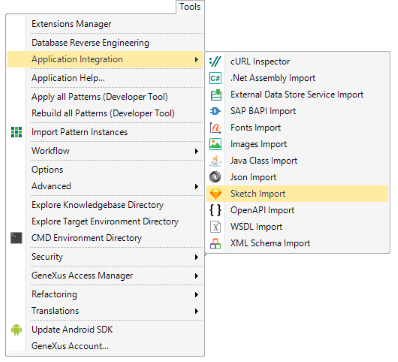 Tools
Extensions Manager
Database Reverse Engineering
Application Integration
Application Help...
Apply all Patterns (Developer Tool)
Rebuild all Patterns (Developer Tool)
Import Pattern Instances
Workflow
Options
Advanced
Explore Knowledgebase Directory
Explore Target Environment Directory
CMD Environment Directory
Security
GeneXus Access Manager
Refactoring
Translations
Update Android SDK
GeneXus Account...
cURL Inspector
C#
.Net Assembly Import
External Data Store Service Import
SAP BAPI Import
Fonts Import
Images Import
Java Class Import
Json Import
Sketch Import
{} OpenAPI Import
WSDL Import
XML Schema Import